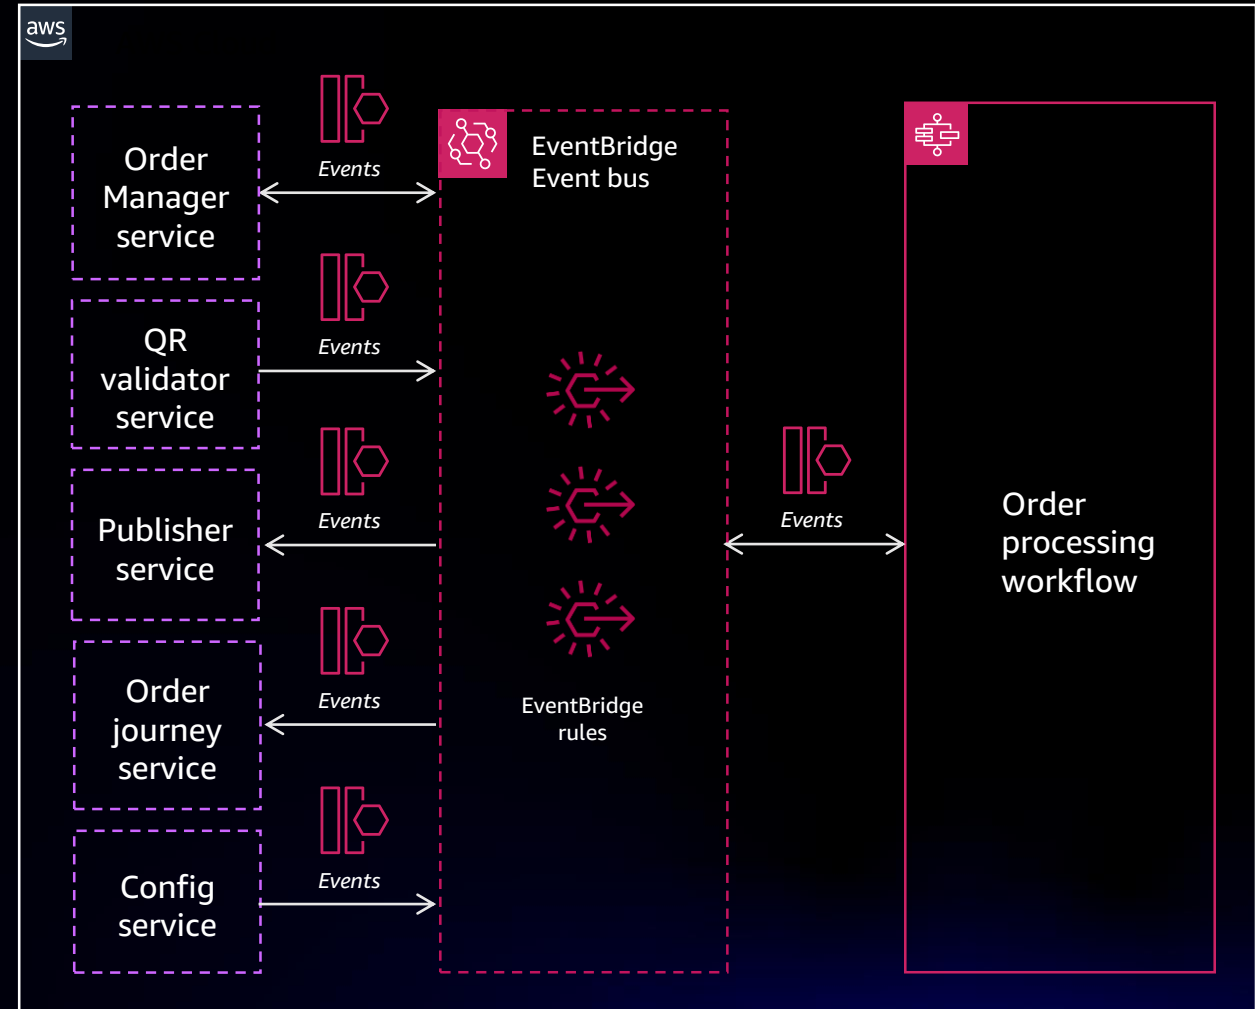 aws
Order
Manager
service
Events
EventBridge
Event bus
QR
validator
service
Events
Publisher
service
Events
Order
journey
service
Events
Config
service
Events
EventBridge
rules
Events
Order
processing
workflow